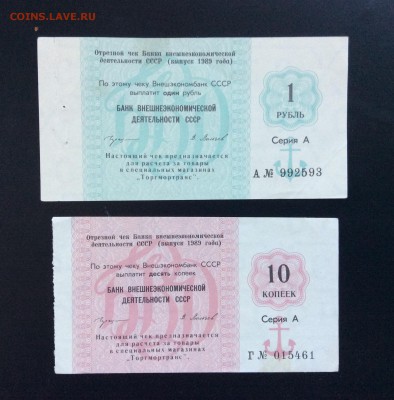 COINS.LAVE.RU
Отрезной чек Банка внешнеэкономической
деятельности СССР (выпуск 1989 года)
По этому чеку Внешэкономбанк СССР
выплатит один рубль
БАНК ВНЕШНЕЭКОНОМИЧЕСКОЙ
ДЕЯТЕЛЬНОСТИ СССР
Настоящий чек предназначается
для расчета за товары
в специальных магазинах
"Торгмортранс".
1
РУБЛЬ
Серия А
А № 992593
Отрезной чек Банка внешнеэкономической
деятельности СССР (выпуск 1989 года)
По этому чеку Внешэкономбанк СССР
выплатит десять копеек
БАНК ВНЕШНЕЭКОНОМИЧЕСКОЙ
ДЕЯТЕЛЬНОСТИ СССР
Настоящий чек предназначается
для расчета за товары
в специальных магазинах
"Торгмортранс".
10
КОПЕЕК
Серия А
Г № 015461